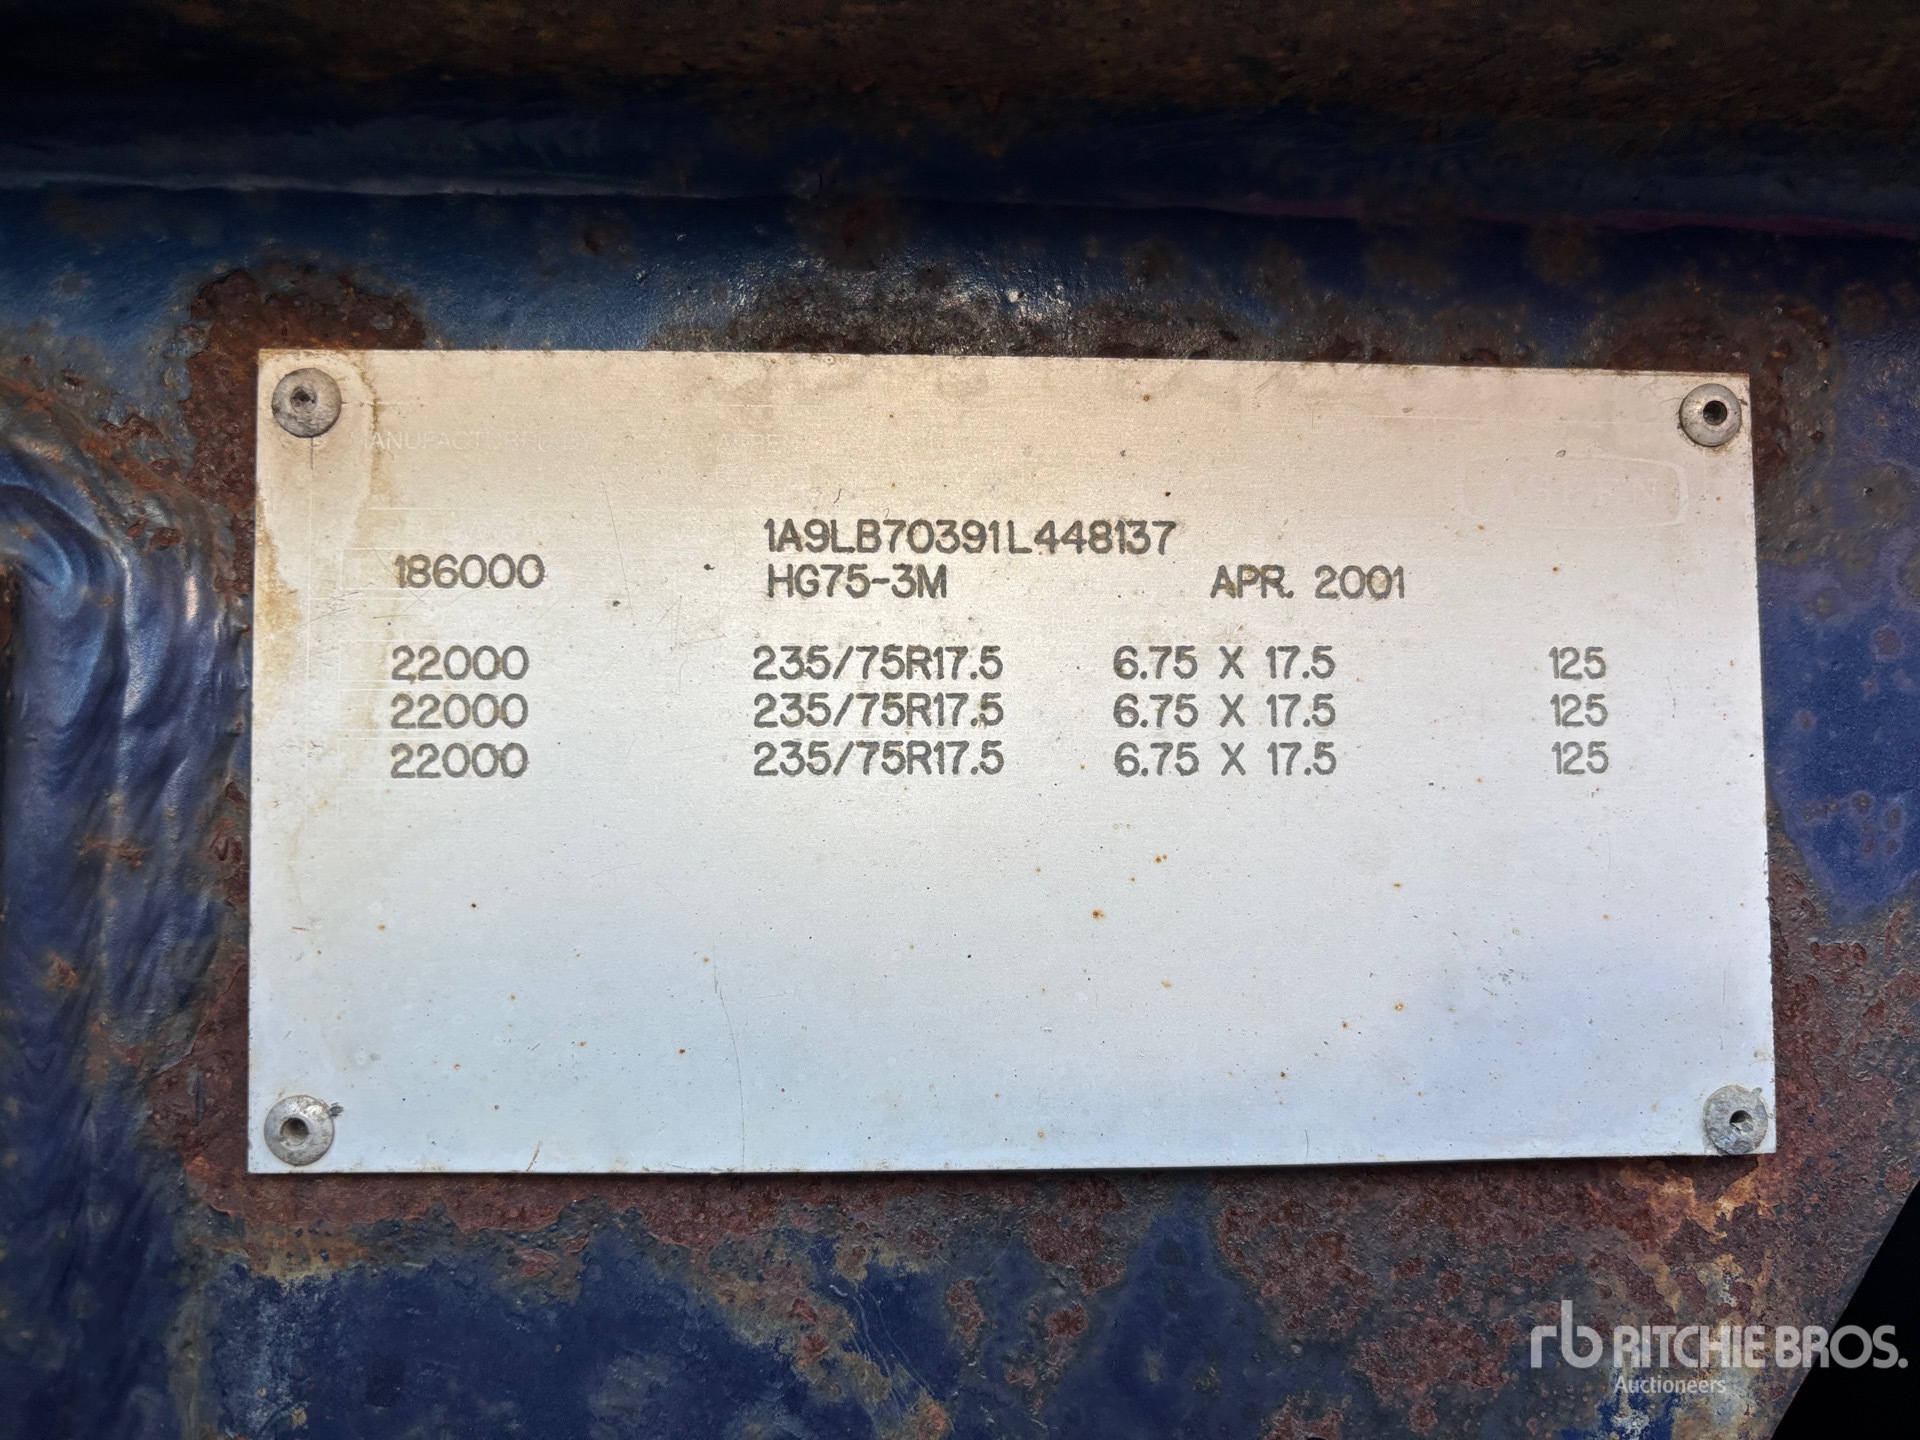 1A9LB70391L448137
186000 HG75-3M APR. 2001
22000 235/75R17.5 6.75 X 17.5 125
22000 235/75R17.5 6.75 X 17.5 125
22000 235/75R17.5 6.75 X 17.5 125
rb RITCHIE BROS.
Auctioneers